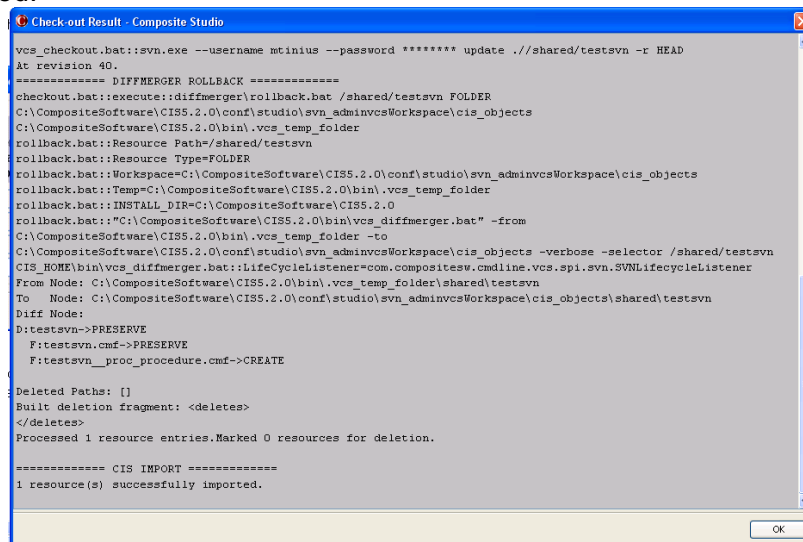 Check-out Result - Composite Studio
vcs_checkout.bat::svn.exe --username mtinius --password ******** update .//shared/testsvn -r HEAD
At revision 40.
============= DIFFMERGER ROLLBACK =============
checkout.bat::execute::diffmerger\rollback.bat /shared/testsvn FOLDER
C:\CompositeSoftware\CIS5.2.0\conf\studio\svn_adminvcsWorkspace\cis_objects
C:\CompositeSoftware\CIS5.2.0\bin\.vcs_temp_folder
rollback.bat::Resource Path=/shared/testsvn
rollback.bat::Resource Type=FOLDER
rollback.bat::Workspace=C:\CompositeSoftware\CIS5.2.0\conf\studio\svn_adminvcsWorkspace\cis_objects
rollback.bat::Temp=C:\CompositeSoftware\CIS5.2.0\bin\.vcs_temp_folder
rollback.bat::INSTALL_DIR=C:\CompositeSoftware\CIS5.2.0
rollback.bat::"C:\CompositeSoftware\CIS5.2.0\bin\vcs_diffmerger.bat" -from
C:\CompositeSoftware\CIS5.2.0\bin\.vcs_temp_folder -to
C:\CompositeSoftware\CIS5.2.0\conf\studio\svn_adminvcsWorkspace\cis_objects -verbose -selector /shared/testsvn
CIS_HOME\bin\vcs_diffmerger.bat::LifeCycleListener=com.compositesw.cmdline.vcs.spi.svn.SVNLifecycleListener
From Node: C:\CompositeSoftware\CIS5.2.0\bin\.vcs_temp_folder\shared\testsvn
To   Node: C:\CompositeSoftware\CIS5.2.0\conf\studio\svn_adminvcsWorkspace\cis_objects\shared\testsvn
Diff Node:
D:testsvn->PRESERVE
  F:testsvn.cmf->PRESERVE
  F:testsvn__proc_procedure.cmf->CREATE
Deleted Paths: []
Built deletion fragment: <deletes>
</deletes>
Processed 1 resource entries.Marked 0 resources for deletion.
============= CIS IMPORT =============
1 resource(s) successfully imported.
OK